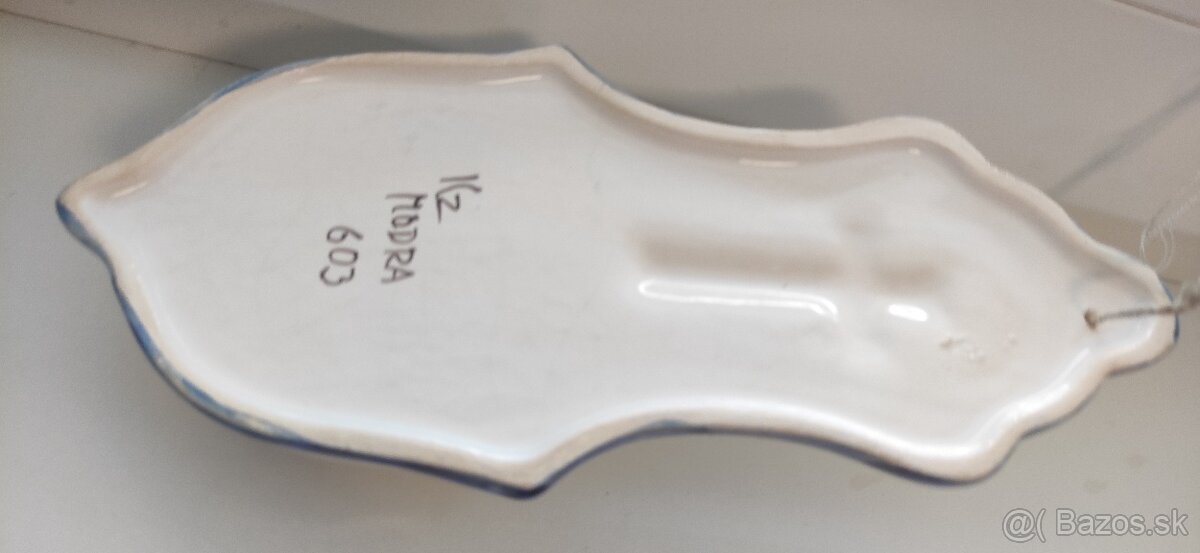 Kz
MODRA
603
@( Bazos.sk